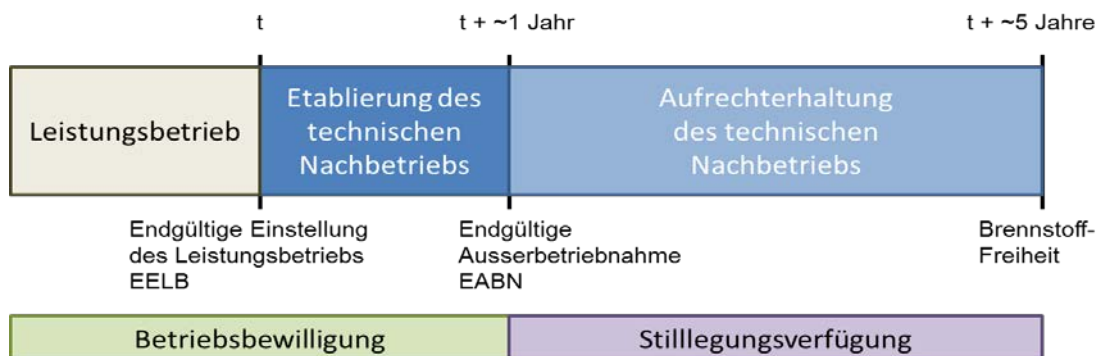 t
t + ~1 Jahr
t + ~5 Jahre
Leistungsbetrieb
Etablierung des
technischen
Nachbetriebs
Aufrechterhaltung
des technischen
Nachbetriebs
Endgültige Einstellung
des Leistungsbetriebs
EELB
Endgültige
Ausserbetriebnahme
EABN
Brennstoff-
Freiheit
Betriebsbewilligung
Stilllegungsverfügung